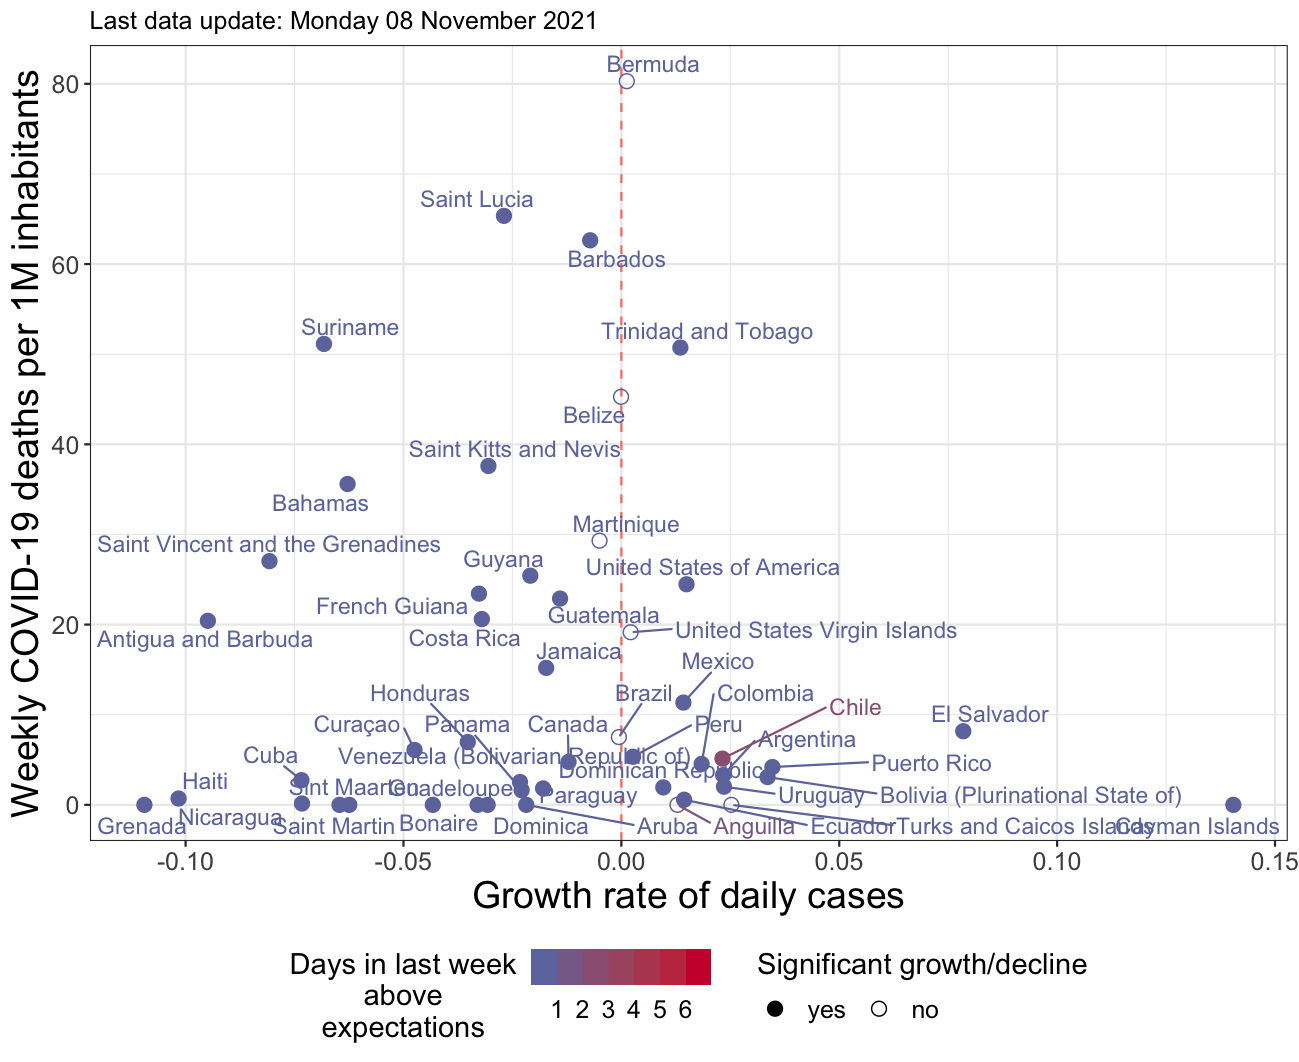 Last data update: Monday 08 November 2021
Weekly COVID-19 deaths per 1M inhabitants
80
60
40
20
0
Bermuda
Saint Lucia
Barbados
Suriname
Trinidad and Tobago
Belize
Saint Kitts and Nevis
Bahamas
Martinique
Saint Vincent and the Grenadines
Guyana
United States of America
French Guiana
Guatemala
United States Virgin Islands
Antigua and Barbuda
Costa Rica
Jamaica
Mexico
Honduras
Brazil
Colombia
Chile
El Salvador
Curaçao
Panama
Canada
Peru
Argentina
Cuba
Venezuela (Bolivarian Republic of)
Puerto Rico
Dominican Republic
Haiti
Sint Maarten
Guadeloupe
Paraguay
Uruguay
Bolivia (Plurinational State of)
Nicaragua
Grenada
Saint Martin
Bonaire
Dominica
Aruba
Anguilla
Ecuador
Turks and Caicos Islands
Cayman Islands
-0.10 -0.05 0.00 0.05 0.10 0.15
Growth rate of daily cases
Days in last week
above
expectations
1 2 3 4 5 6
Significant growth/decline
yes no